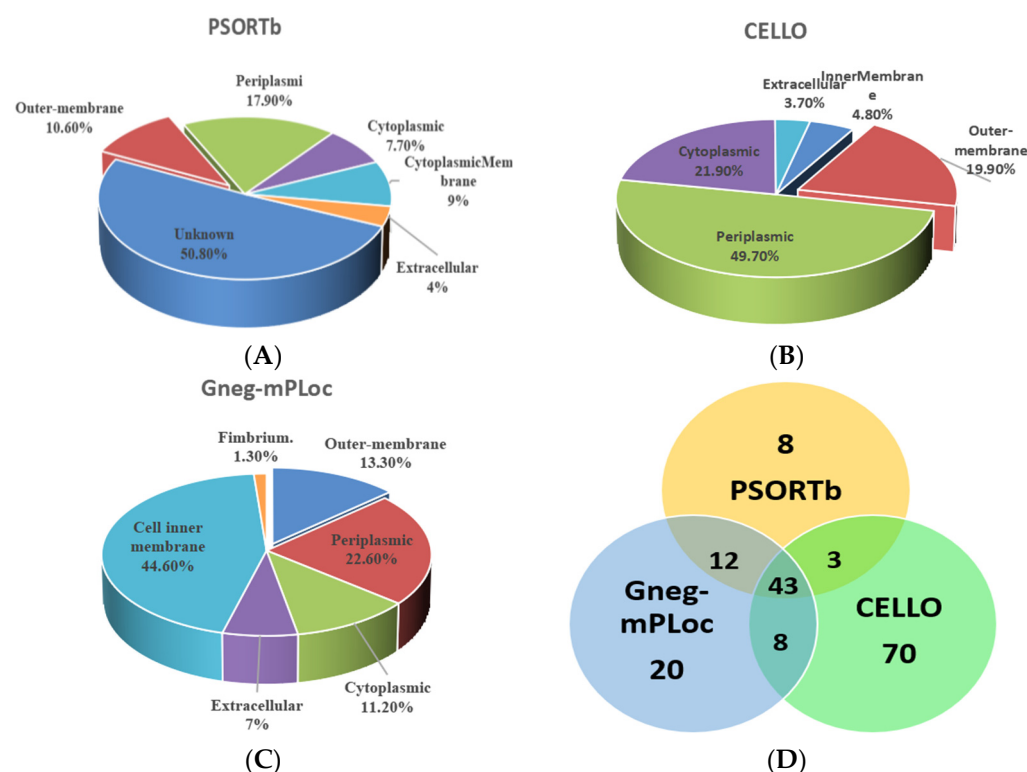 PSORTb
Periplasmi
17.90%
Outer-membrane
10.60%
Cytoplasmic
7.70%
CytoplasmicMem
brane
9%
Unknown
50.80%
Extracellular
4%
(A)
CELLO
Extracellular
3.70%
InnerMembran
e
4.80%
Outer-
membrane
19.90%
Cytoplasmic
21.90%
Periplasmic
49.70%
(B)
Gneg-mPLoc
Fimbrium.
1.30%
Outer-membrane
13.30%
Cell inner
membrane
44.60%
Periplasmic
22.60%
Extracellular
7%
Cytoplasmic
11.20%
(C)
8
PSORTb
12
3
43
Gneg-
mPLoc
20
8
CELLO
70
(D)